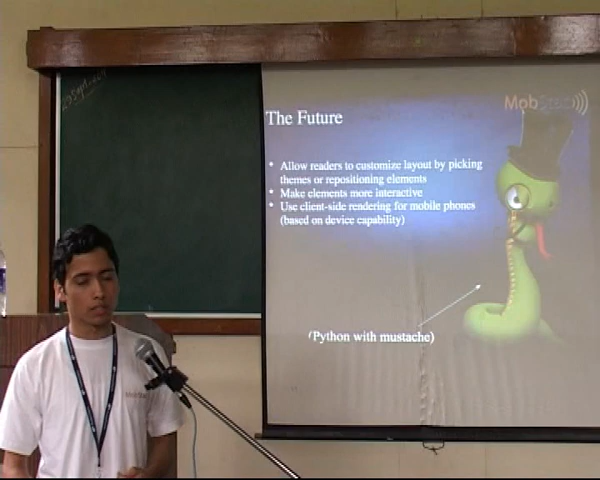 MobStac
The Future
• Allow readers to customize layout by picking
themes or repositioning elements
• Make elements more interactive
• Use client-side rendering for mobile phones
(based on device capability)
(Python with mustache)